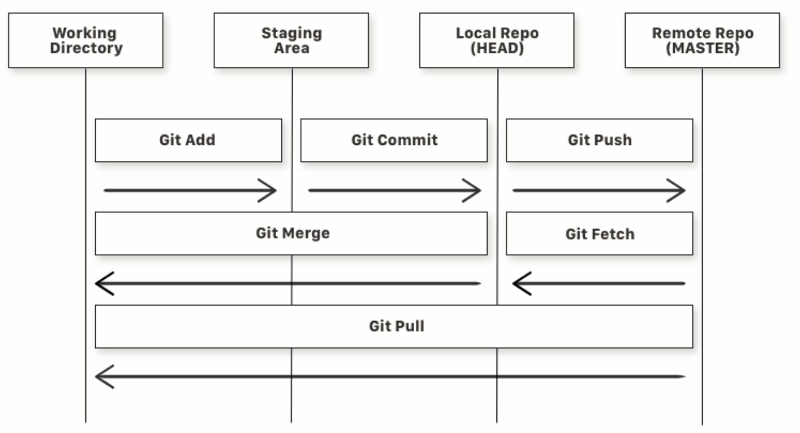 Working
Directory
Staging
Area
Local Repo
(HEAD)
Remote Repo
(MASTER)
Git Add
Git Commit
Git Push
Git Merge
Git Fetch
Git Pull